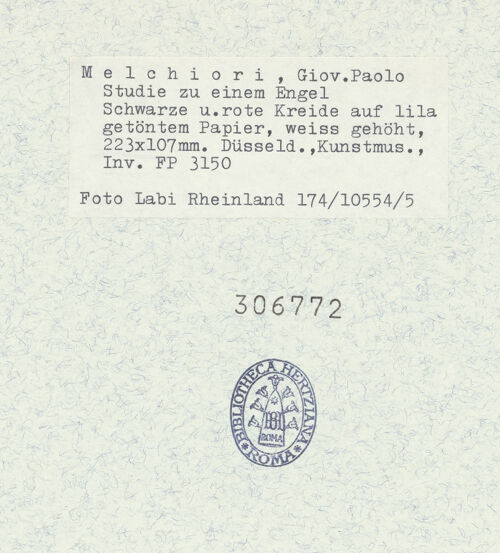 Melchiori, Giov.Paolo
Studie zu einem Engel
Schwarze u.rote Kreide auf lila
getöntem Papier, weiss gehöht,
223x107mm. Düsseld.,Kunstmus.,
Inv. FP 3150
Foto Labi Rheinland 174/10554/5
306772
BIBLIOTHECA HERTZIANA
BH
ROMA
*ROMA*